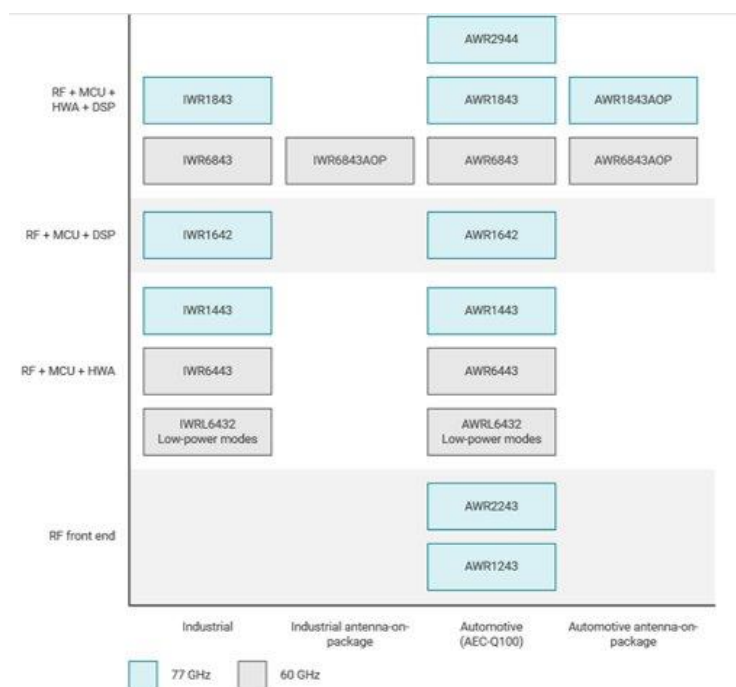 AWR2944
RF + MCU +
HWA + DSP
IWR1843
AWR1843
AWR1843AOP
IWR6843
IWR6843AOP
AWR6843
AWR6843AOP
RF + MCU + DSP
IWR1642
AWR1642
IWR1443
AWR1443
RF + MCU + HWA
IWR6443
AWR6443
IWRL6432
Low-power modes
AWRL6432
Low-power modes
AWR2243
RF front end
AWR1243
Industrial
Industrial antenna-on-
package
Automotive
(AEC-Q100)
Automotive antenna-on-
package
77 GHz
60 GHz